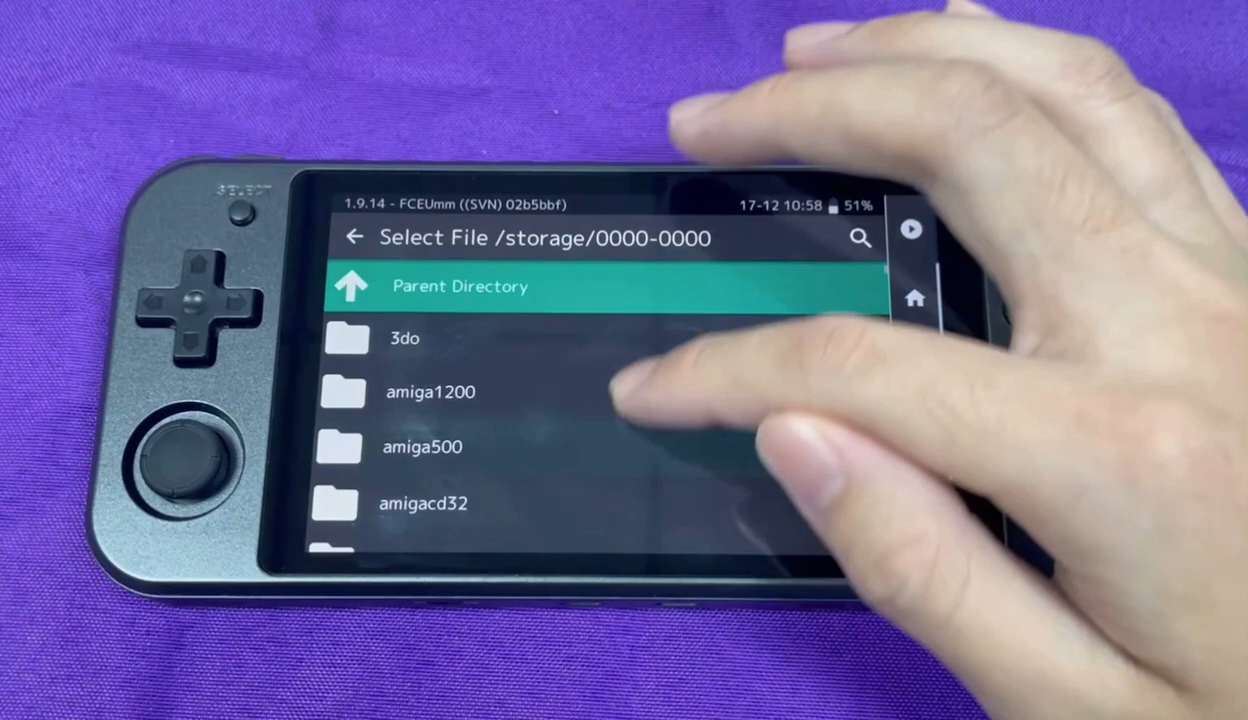 SELECT
1.9.14 - FCEUmm ((SVN) 02b5bbf)
17-12 10:58 51%
Select File /storage/0000-0000
Parent Directory
3do
amiga1200
amiga500
amigacd32